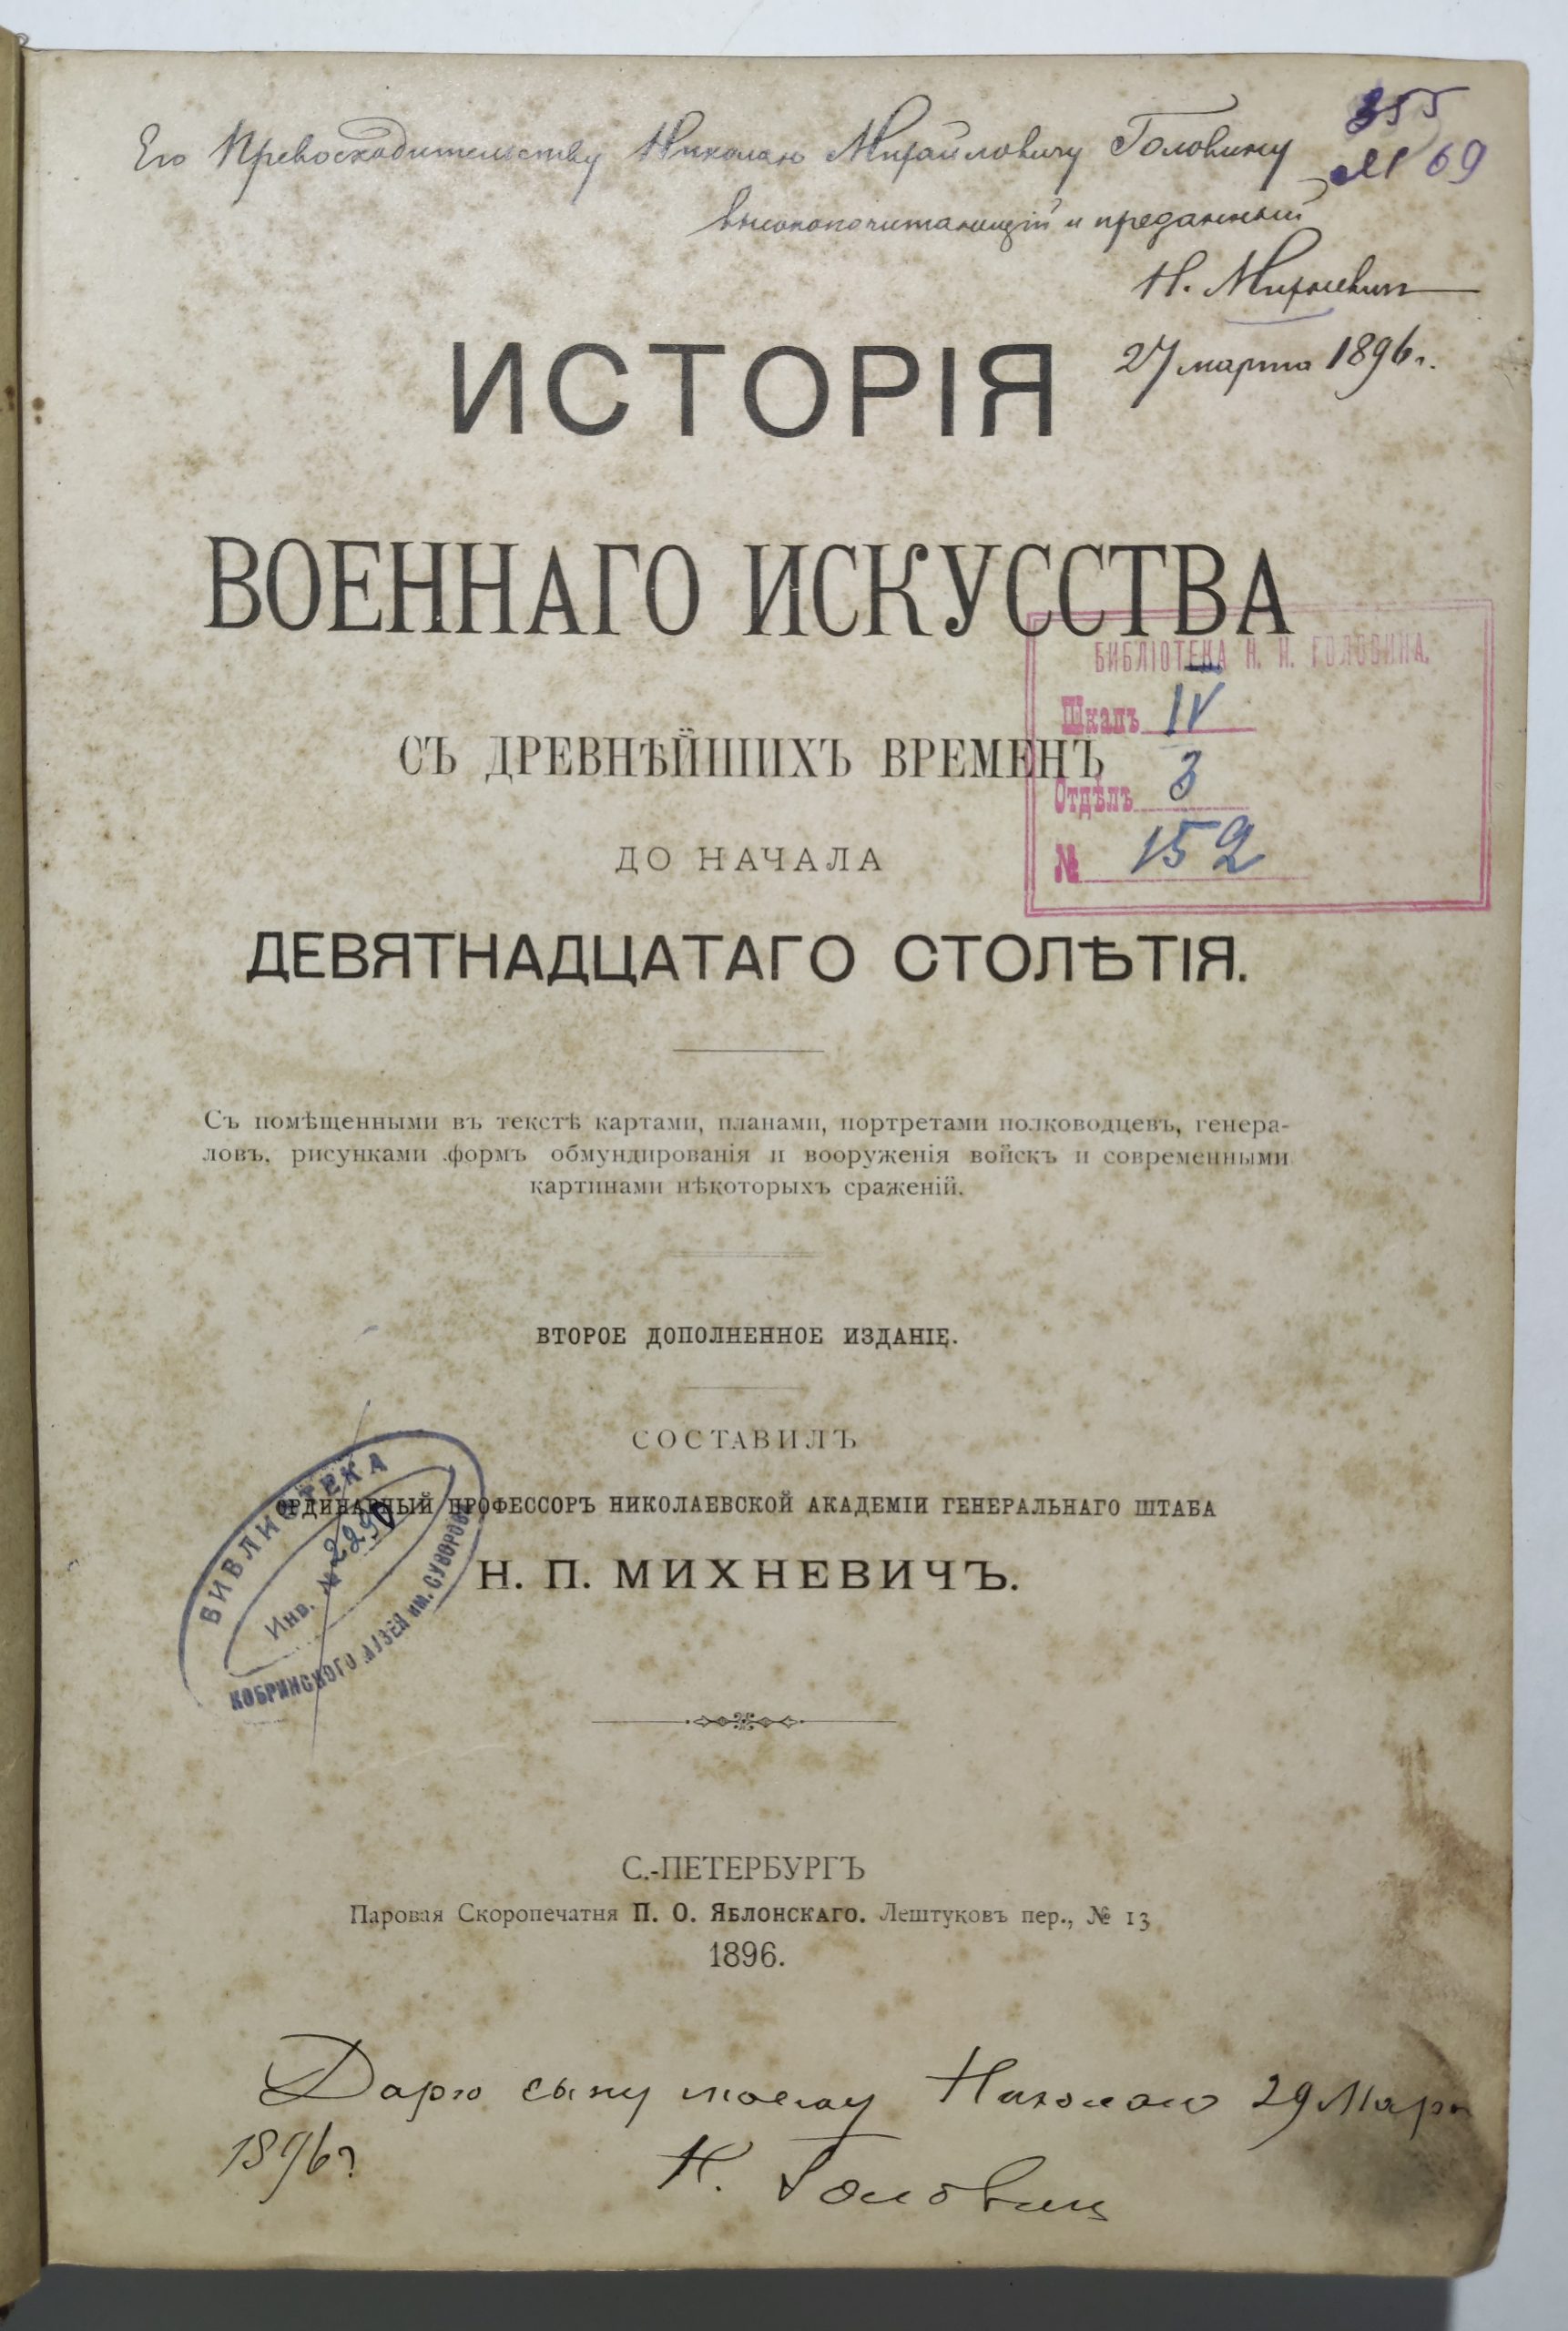 Его Превосходительству Николаю Михайловичу Головину
355
М 69
высокопочитающій и преданный
Н. Михневич
27 марта 1896 г.
ИСТОРІЯ
ВОЕННАГО ИСКУССТВА
БИБЛІОТЕКА Н. Н. ГОЛОВИНА.
Шкапъ IV
СЪ ДРЕВНѢЙШИХЪ ВРЕМЕНЪ
Отдѣлъ 3
ДО НАЧАЛА
№ 152
ДЕВЯТНАДЦАТАГО СТОЛѢТІЯ.
Съ помѣщенными въ текстѣ картами, планами, портретами полководцевъ, генера-
ловъ, рисунками формъ обмундированія и вооруженія войскъ и современными
картинами нѣкоторыхъ сраженій.
ВТОРОЕ ДОПОЛНЕННОЕ ИЗДАНІЕ.
СОСТАВИЛЪ
ОРДИНАРНЫЙ ПРОФЕССОРЪ НИКОЛАЕВСКОЙ АКАДЕМІИ ГЕНЕРАЛЬНАГО ШТАБА
Н. П. МИХНЕВИЧЪ.
БИБЛИОТЕКА
Инв. №
КОБРИНСКОГО МУЗЕЯ им. СУВОРОВА
С.-ПЕТЕРБУРГЪ
Паровая Скоропечатня П. О. ЯБЛОНСКАГО. Лештуковъ пер., № 13
1896.
Дарю сыну моему Николаю 29 Мар
1896 г
Н. Головин